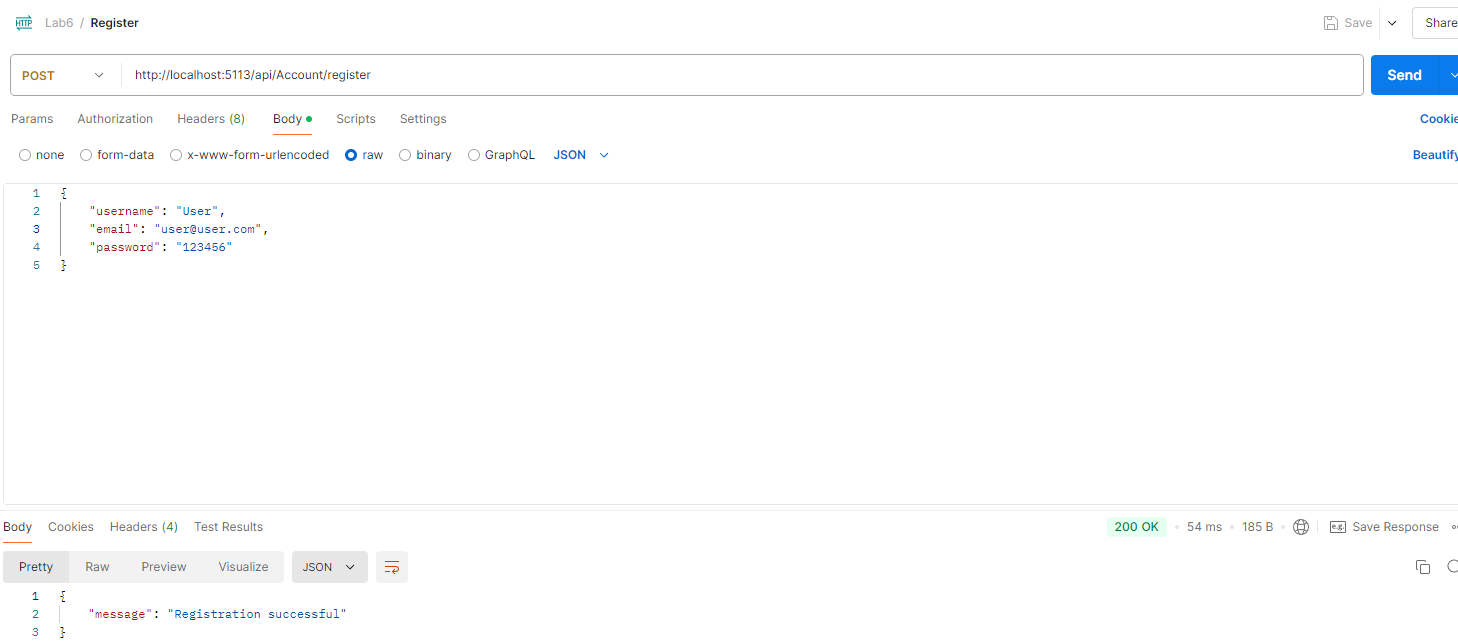 HTTP Lab6 / Register Save Share
POST http://localhost:5113/api/Account/register Send
Params Authorization Headers (8) Body Scripts Settings Cookie
none form-data x-www-form-urlencoded raw binary GraphQL JSON Beautify
1 {
2 "username": "User",
3 "email": "user@user.com",
4 "password": "123456"
5 }
Body Cookies Headers (4) Test Results 200 OK • 54 ms • 185 B • e.g. Save Response
Pretty Raw Preview Visualize JSON
1 {
2 "message": "Registration successful"
3 }